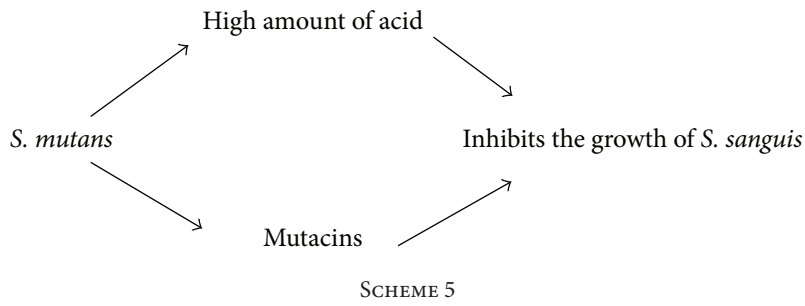 High amount of acid
S. mutans
Inhibits the growth of S. sanguis
Mutacins
SCHEME 5